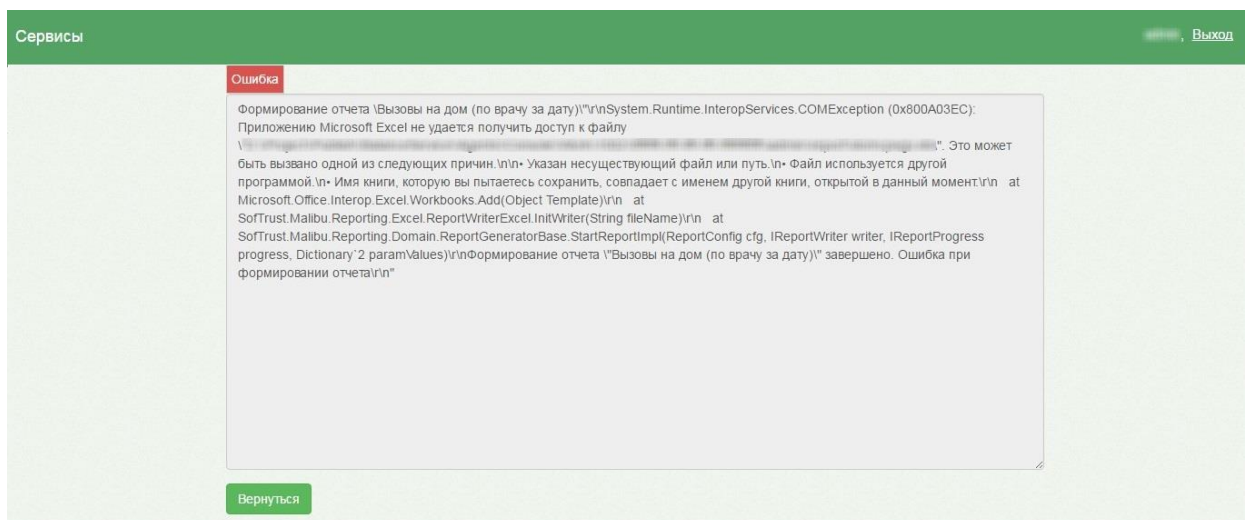 Сервисы
, Выход
Ошибка
Формирование отчета \Вызовы на дом (по врачу за дату)\"\r\nSystem.Runtime.InteropServices.COMException (0x800A03EC):
Приложению Microsoft Excel не удается получить доступ к файлу
\ \". Это может
быть вызвано одной из следующих причин.\n\n• Указан несуществующий файл или путь.\n• Файл используется другой
программой.\n• Имя книги, которую вы пытаетесь сохранить, совпадает с именем другой книги, открытой в данный момент.\r\n at
Microsoft.Office.Interop.Excel.Workbooks.Add(Object Template)\r\n at
SofTrust.Malibu.Reporting.Excel.ReportWriterExcel.InitWriter(String fileName)\r\n at
SofTrust.Malibu.Reporting.Domain.ReportGeneratorBase.StartReportImpl(ReportConfig cfg, IReportWriter writer, IReportProgress
progress, Dictionary`2 paramValues)\r\nФормирование отчета \"Вызовы на дом (по врачу за дату)\" завершено. Ошибка при
формировании отчета\r\n"
Вернуться